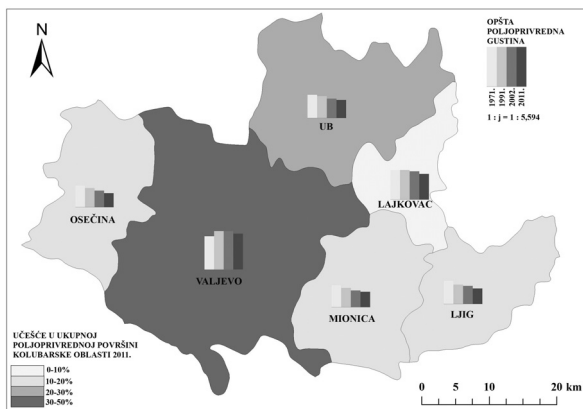 N
OPŠTA
POLJOPRIVREDNA
GUSTINA
1971.
1991.
2002.
2011.
1 : j = 1 : 5,594
UB
LAJKOVAC
OSEČINA
VALJEVO
MIONICA
LJIG
UČEŠĆE U UKUPNOJ
POLJOPRIVREDNOJ POVRŠINI
KOLUBARSKE OBLASTI 2011.
0-10%
10-20%
20-30%
30-50%
0 5 10 15 20 km